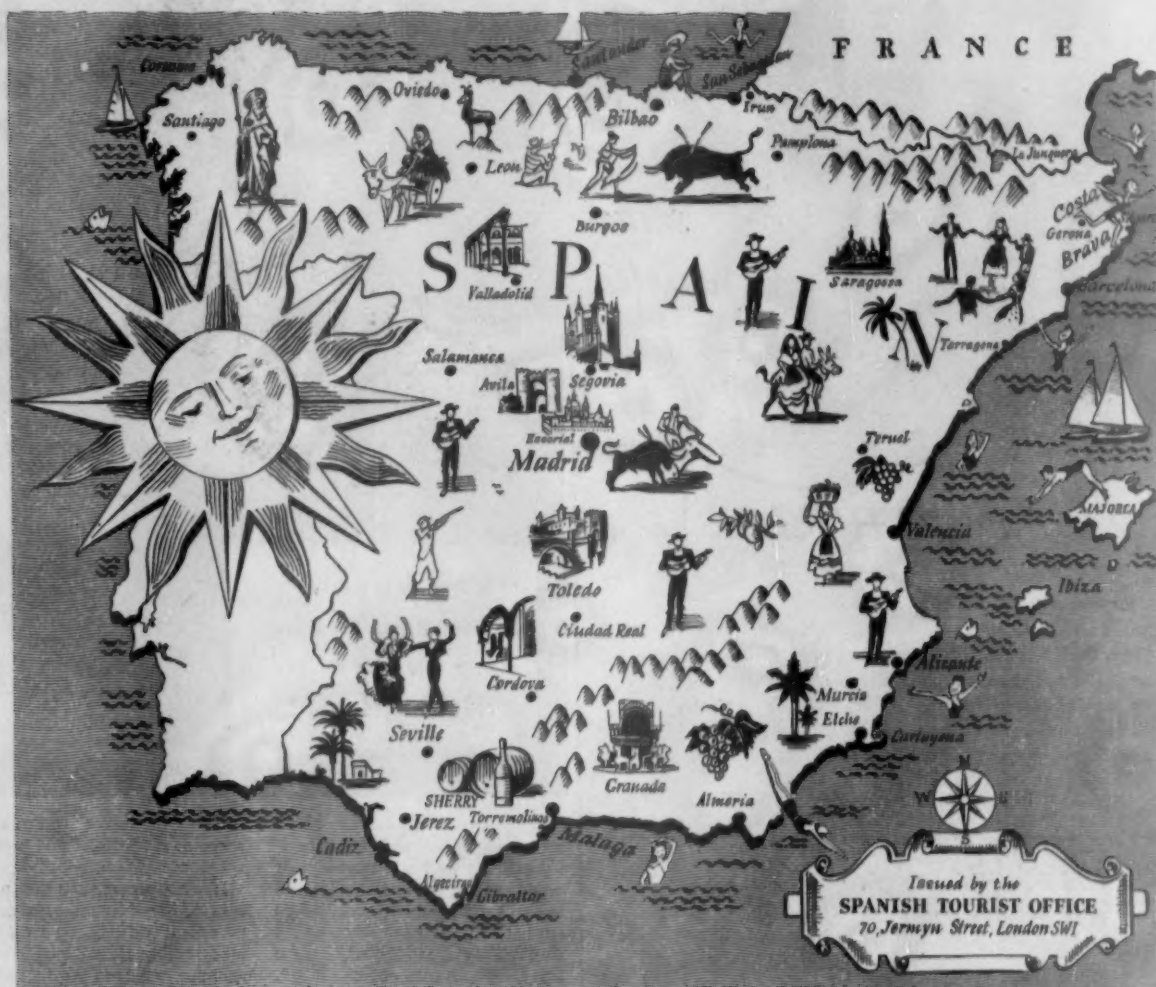 FRANCE
Santander
San Sebastian
Irun
Oviedo
Bilbao
Santiago
Pamplona
Leon
La Junquera
Burgos
Costa
Brava
Gerona
SPAIN
Valladolid
Saragossa
Barcelona
Tarragona
Salamanca
Avila
Segovia
Escorial
Madrid
Teruel
MAJORCA
Valencia
Ibiza
Toledo
Ciudad Real
Cordova
Alicante
Murcia
Elche
Cartagena
Seville
Granada
Almeria
SHERRY
Jerez
Torremolinos
Malaga
Cadiz
Algeciras
Gibraltar
N
W
S
Issued by the
SPANISH TOURIST OFFICE
70, Jermyn Street, London SW1